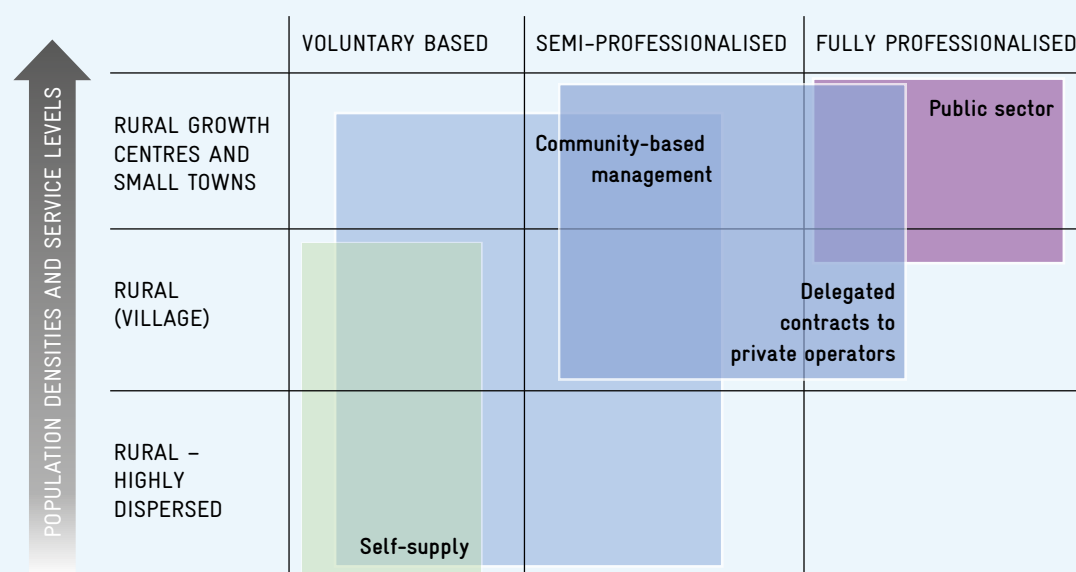 VOLUNTARY BASED
SEMI-PROFESSIONALISED
FULLY PROFESSIONALISED
POPULATION DENSITIES AND SERVICE LEVELS
RURAL GROWTH
CENTRES AND
SMALL TOWNS
Community-based
management
Public sector
RURAL
(VILLAGE)
Delegated
contracts to
private operators
RURAL –
HIGHLY
DISPERSED
Self-supply